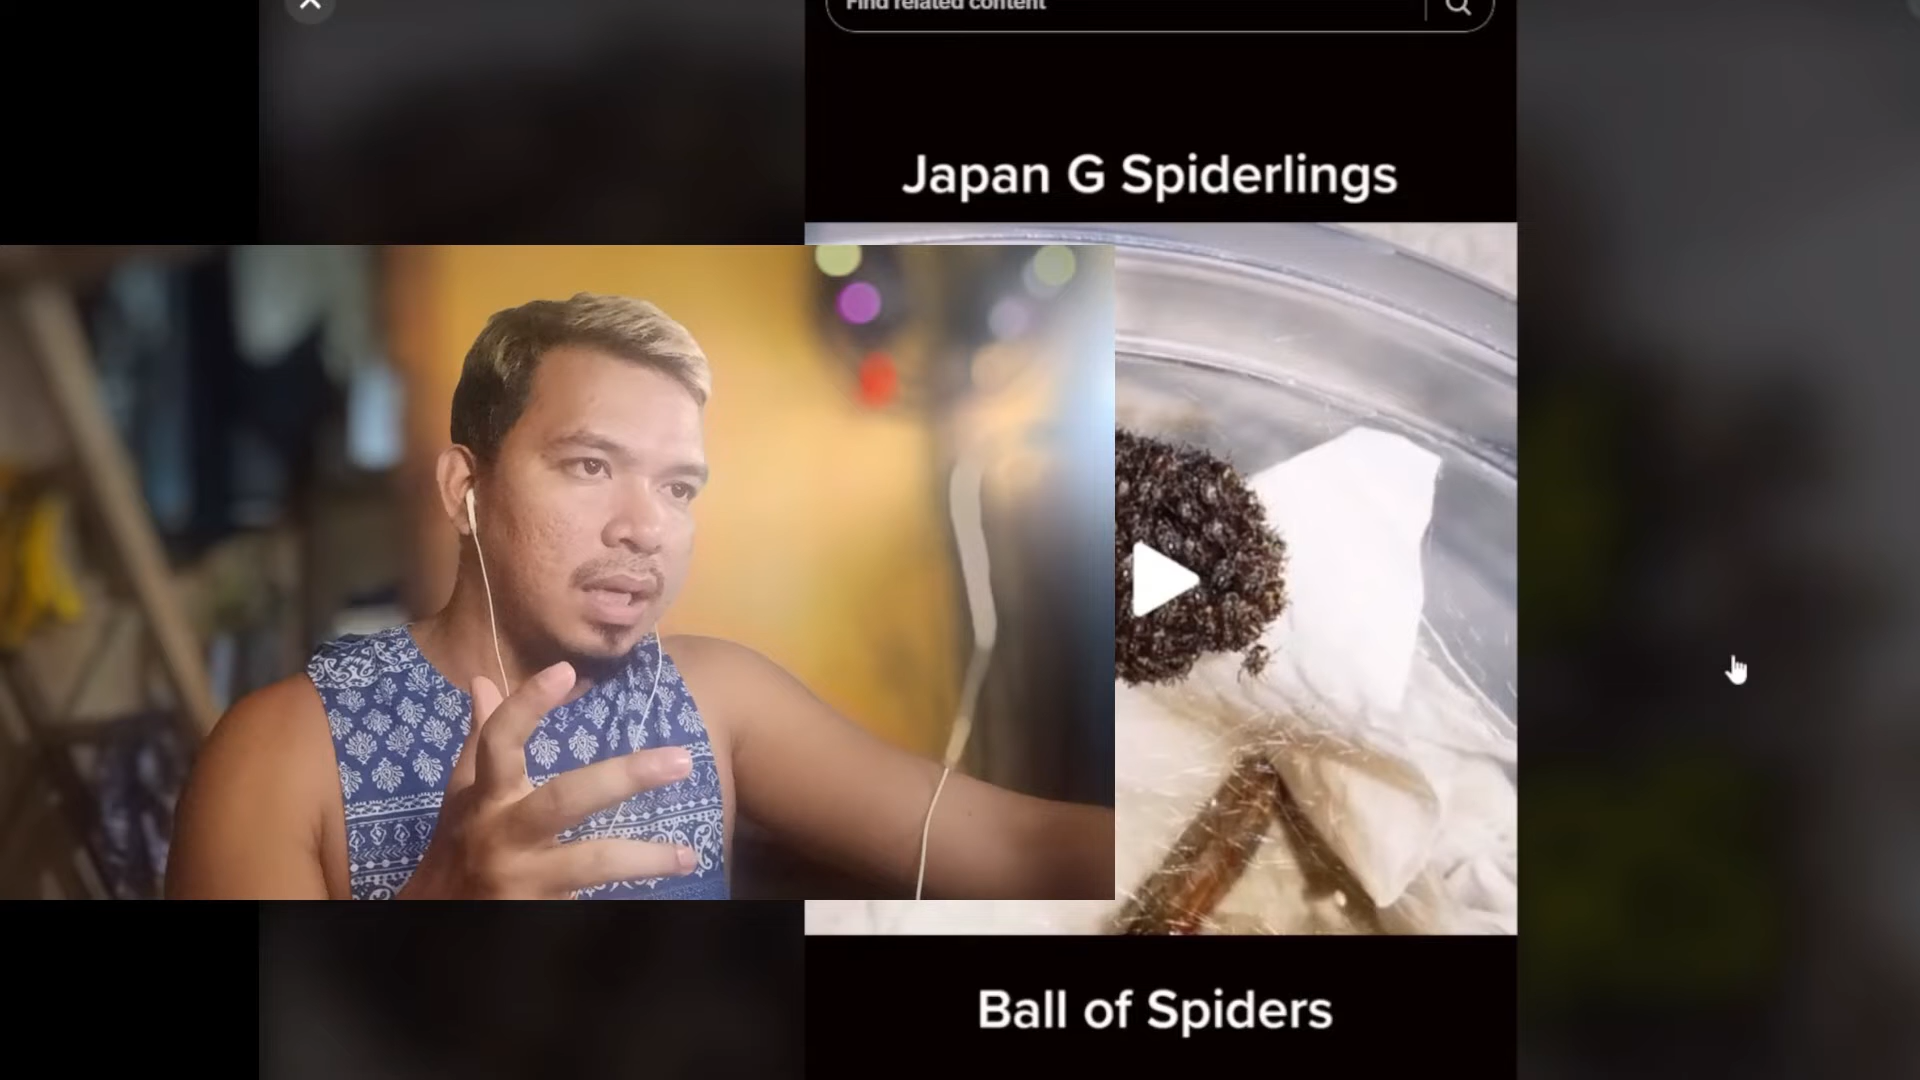 Find related content
Japan G Spiderlings
Ball of Spiders